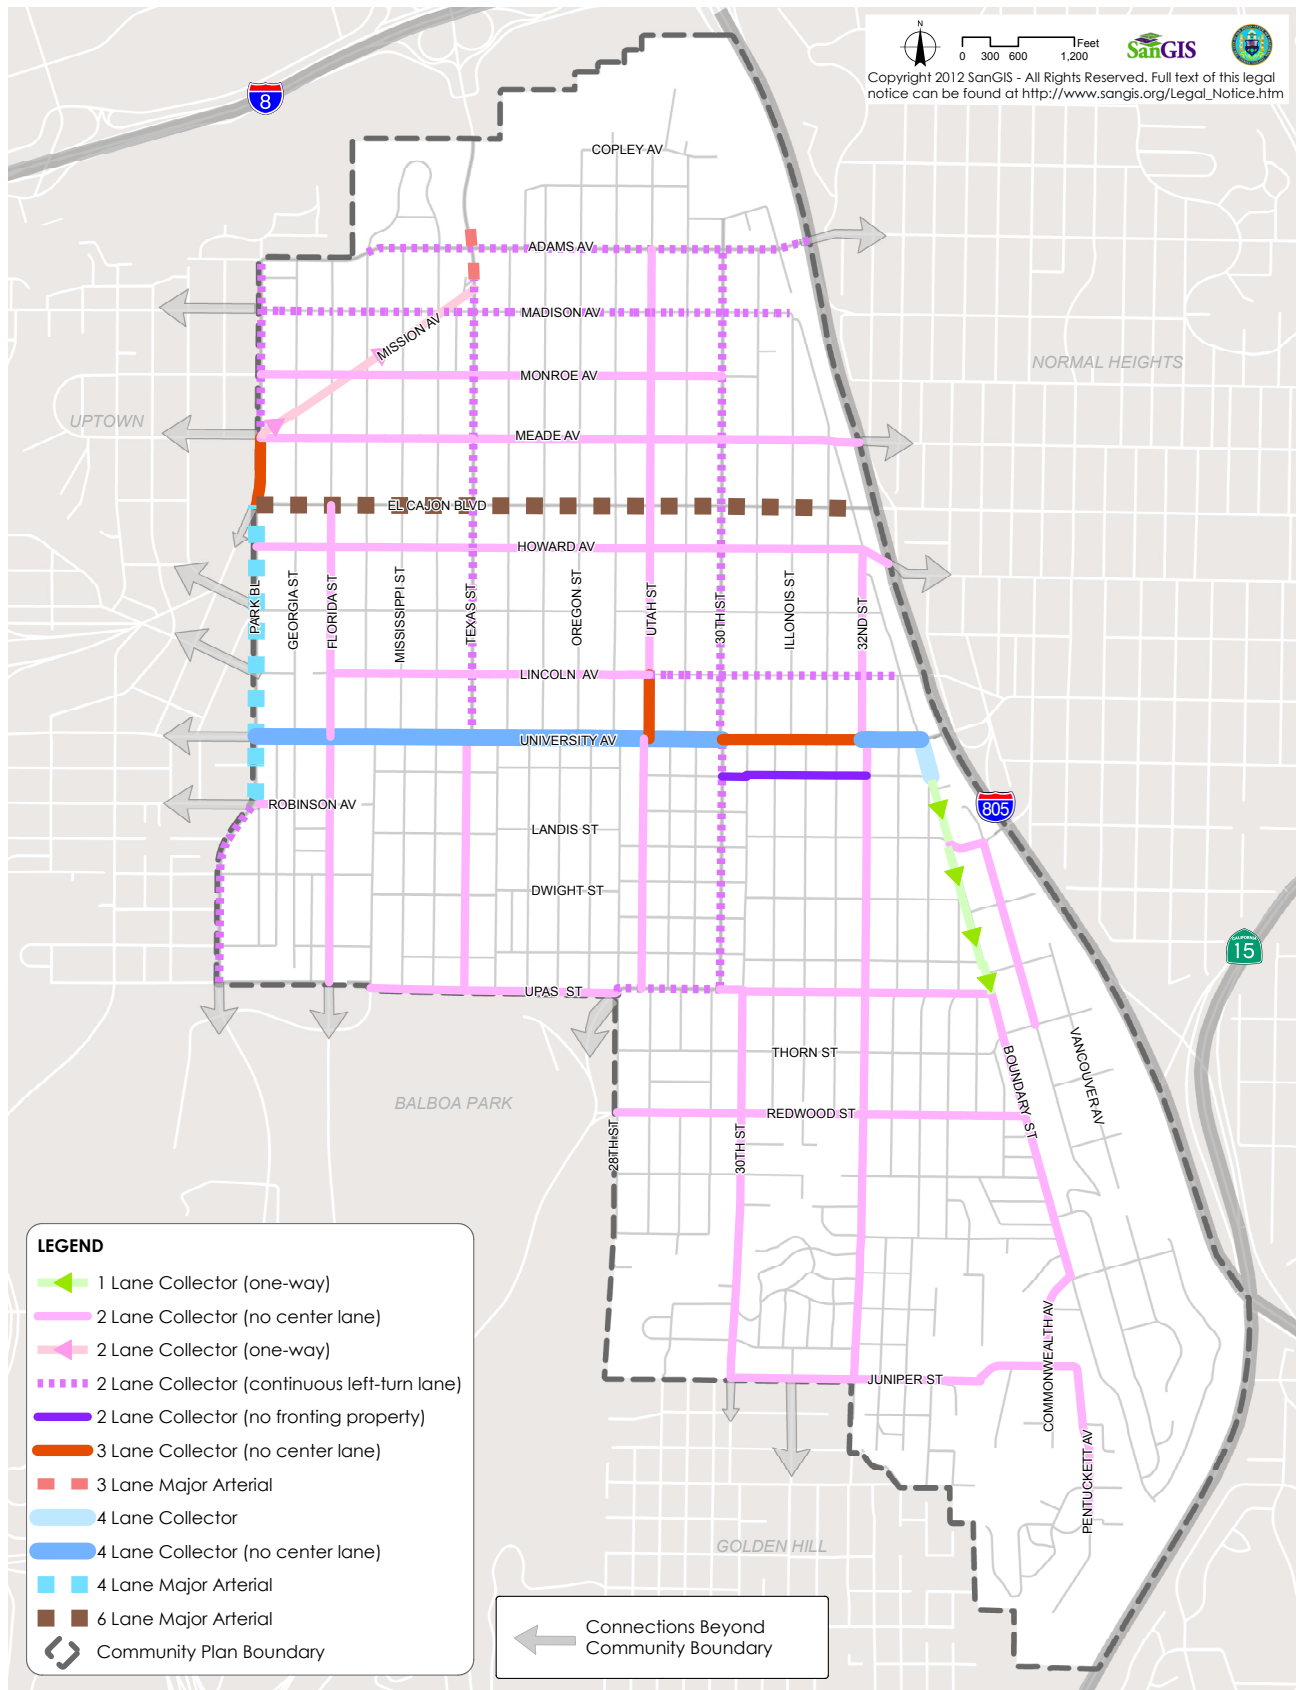 N
Feet
0 300 600 1,200
SanGIS
Copyright 2012 SanGIS - All Rights Reserved. Full text of this legal
notice can be found at http://www.sangis.org/Legal_Notice.htm
8
COPLEY AV
ADAMS AV
MADISON AV
MISSION AV
NORMAL HEIGHTS
MONROE AV
UPTOWN
MEADE AV
EL CAJON BLVD
HOWARD AV
PARK BL
GEORGIA ST
FLORIDA ST
MISSISSIPPI ST
TEXAS ST
OREGON ST
UTAH ST
30TH ST
ILLONOIS ST
32ND ST
LINCOLN AV
UNIVERSITY AV
ROBINSON AV
805
LANDIS ST
DWIGHT ST
CALIFORNIA
15
UPAS ST
THORN ST
BOUNDARY ST
VANCOUVER AV
BALBOA PARK
REDWOOD ST
28TH ST
30TH ST
JUNIPER ST
COMMONWEALTH AV
PENTUCKETT AV
GOLDEN HILL
LEGEND
1 Lane Collector (one-way)
2 Lane Collector (no center lane)
2 Lane Collector (one-way)
2 Lane Collector (continuous left-turn lane)
2 Lane Collector (no fronting property)
3 Lane Collector (no center lane)
3 Lane Major Arterial
4 Lane Collector
4 Lane Collector (no center lane)
4 Lane Major Arterial
6 Lane Major Arterial
Community Plan Boundary
Connections Beyond
Community Boundary